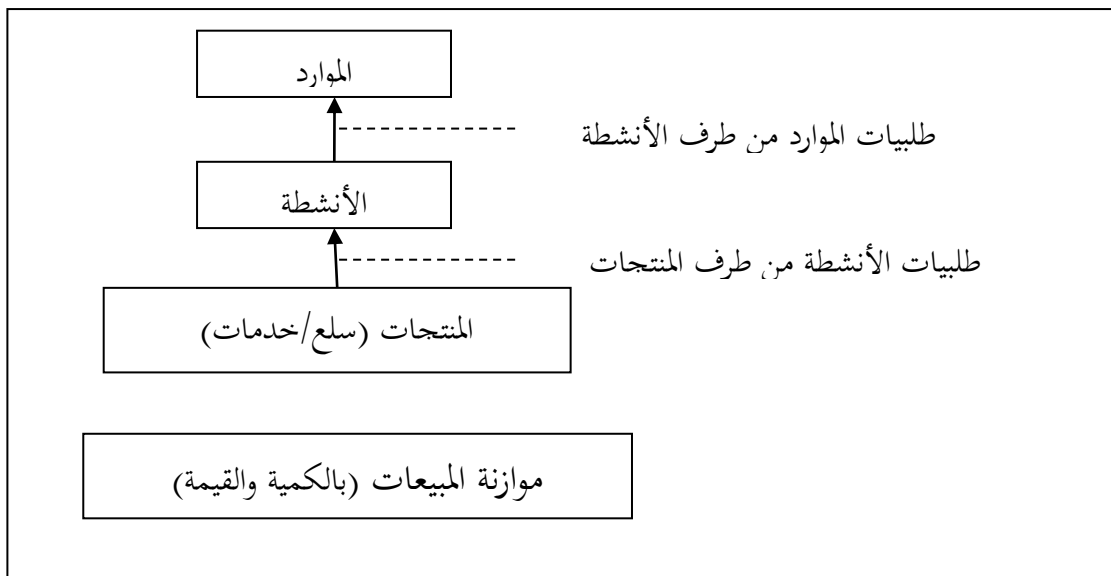 الموارد
طلبيات الموارد من طرف الأنشطة
الأنشطة
طلبيات الأنشطة من طرف المنتجات
المنتجات (سلع/خدمات)
موازنة المبيعات (بالكمية والقيمة)